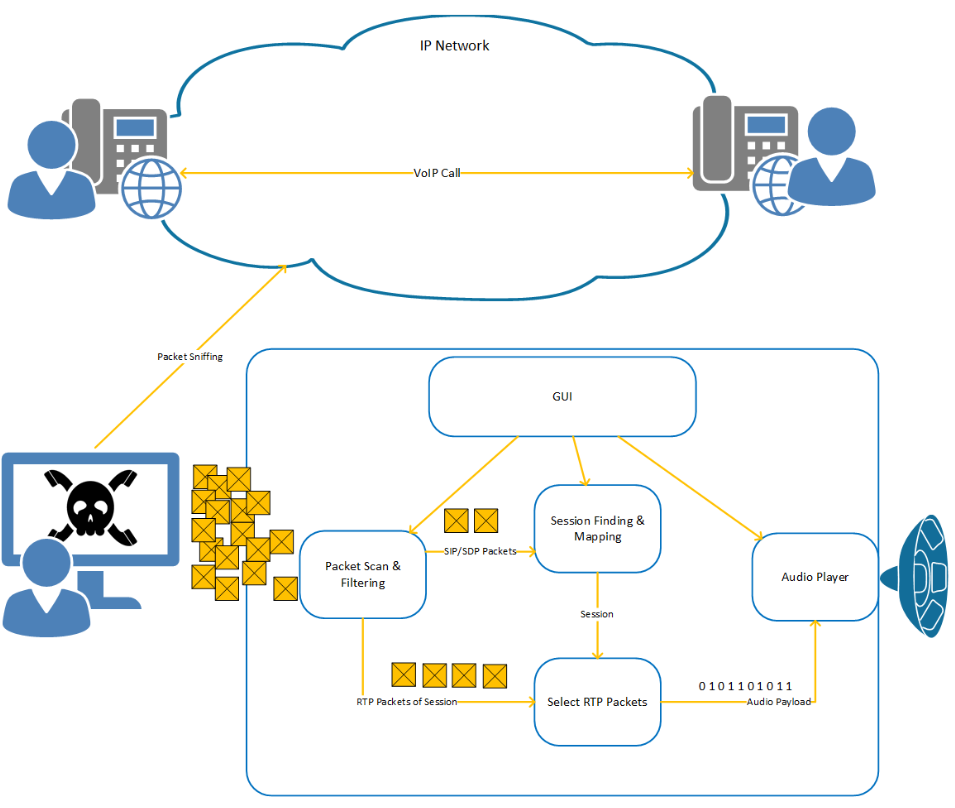 IP Network
VoIP Call
Packet Sniffing
GUI
Session Finding &
Mapping
SIP/SDP Packets
Packet Scan &
Filtering
Audio Player
Session
RTP Packets of Session
Select RTP Packets
0 1 0 1 1 0 1 0 1 1
Audio Payload